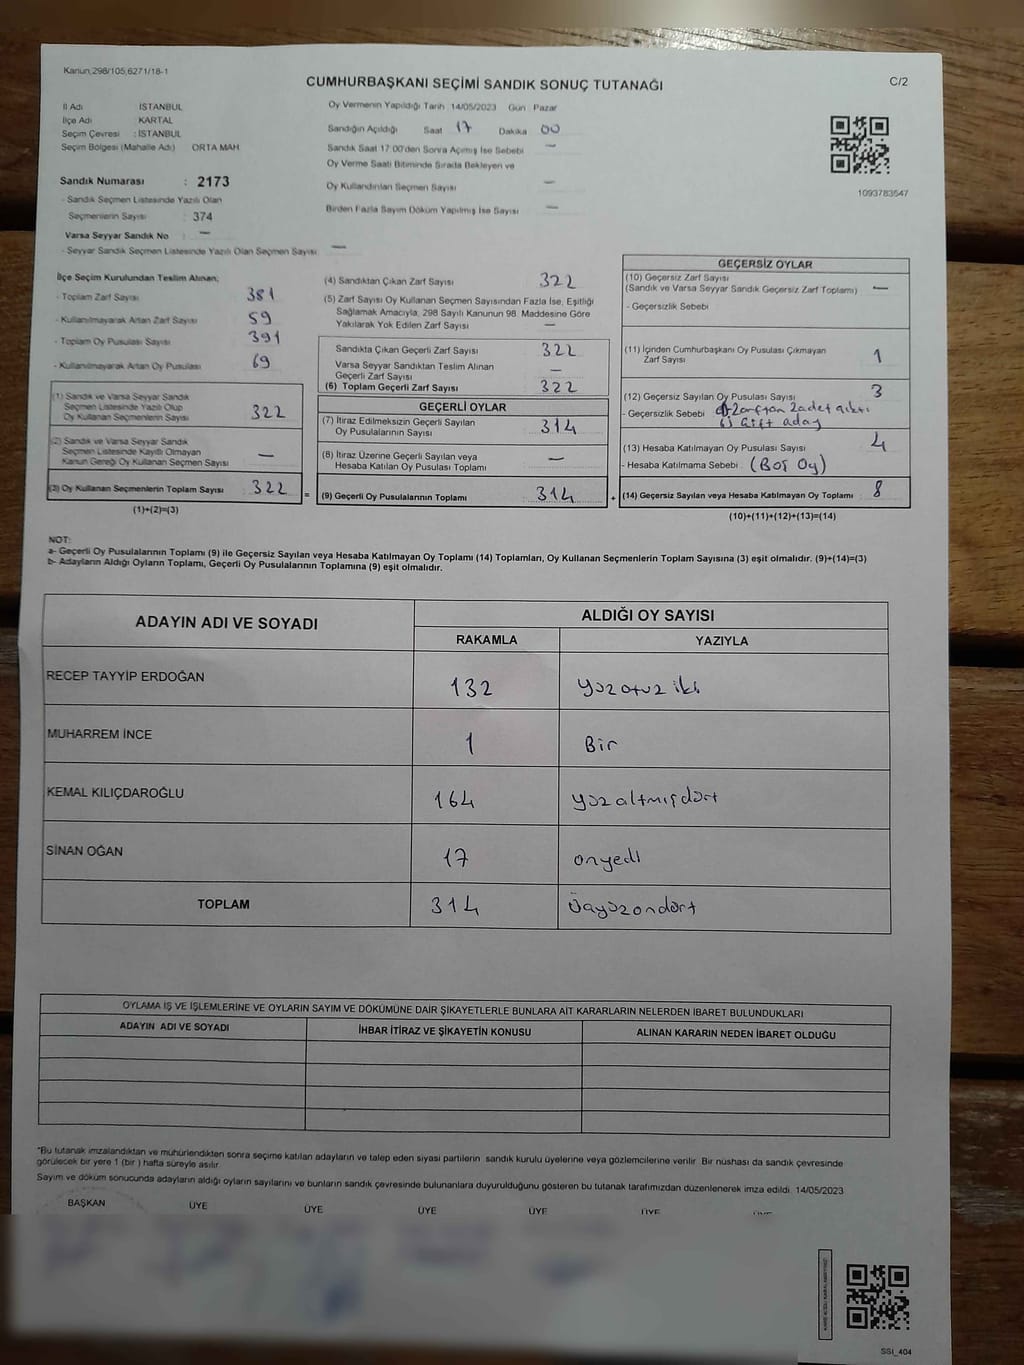 Kanun,298/105,6271/18-1
CUMHURBAŞKANI SEÇİMİ SANDIK SONUÇ TUTANAĞI
C/2
İl Adı İSTANBUL
İlçe Adı : KARTAL
Seçim Çevresi : İSTANBUL
Seçim Bölgesi (Mahalle Adı) ORTA MAH
Sandık Numarası : 2173
- Sandık Seçmen Listesinde Yazılı Olan
Seçmenlerin Sayısı : 374
Varsa Seyyar Sandık No : —
- Seyyar Sandık Seçmen Listesinde Yazılı Olan Seçmen Sayısı —
Oy Vermenin Yapıldığı Tarih 14/05/2023 Gün Pazar
Sandığın Açıldığı Saat 17 Dakika 00
Sandık Saat 17:00'den Sonra Açılmış İse Sebebi —
Oy Verme Saati Bitiminde Sırada Bekleyen ve
Oy Kullandırılan Seçmen Sayısı —
Birden Fazla Sayım Döküm Yapılmış İse Sayısı —
1093783547
İlçe Seçim Kurulundan Teslim Alınan;
- Toplam Zarf Sayısı 381
- Kullanılmayarak Artan Zarf Sayısı 59
- Toplam Oy Pusulası Sayısı 391
- Kullanılmayarak Artan Oy Pusulası 69
(1) Sandık ve Varsa Seyyar Sandık
Seçmen Listesinde Yazılı Olup
Oy Kullanan Seçmenlerin Sayısı 322
(2) Sandık ve Varsa Seyyar Sandık
Seçmen Listesinde Kayıtlı Olmayan
Kanun Gereği Oy Kullanan Seçmen Sayısı —
(3) Oy Kullanan Seçmenlerin Toplam Sayısı 322
(1)+(2)=(3)
=
(4) Sandıktan Çıkan Zarf Sayısı 322
(5) Zarf Sayısı Oy Kullanan Seçmen Sayısından Fazla İse, Eşitliği
Sağlamak Amacıyla, 298 Sayılı Kanunun 98. Maddesine Göre
Yakılarak Yok Edilen Zarf Sayısı —
Sandıkta Çıkan Geçerli Zarf Sayısı 322
Varsa Seyyar Sandıktan Teslim Alınan
Geçerli Zarf Sayısı —
(6) Toplam Geçerli Zarf Sayısı 322
GEÇERLİ OYLAR
(7) İtiraz Edilmeksizin Geçerli Sayılan
Oy Pusulalarının Sayısı 314
(8) İtiraz Üzerine Geçerli Sayılan veya
Hesaba Katılan Oy Pusulası Toplamı —
(9) Geçerli Oy Pusulalarının Toplamı 314
+
GEÇERSİZ OYLAR
(10) Geçersiz Zarf Sayısı
(Sandık ve Varsa Seyyar Sandık Geçersiz Zarf Toplamı) —
- Geçersizlik Sebebi
(11) İçinden Cumhurbaşkanı Oy Pusulası Çıkmayan
Zarf Sayısı 1
(12) Geçersiz Sayılan Oy Pusulası Sayısı 3
- Geçersizlik Sebebi zarftan 2 adet çıktı
çift aday
(13) Hesaba Katılmayan Oy Pusulası Sayısı 4
- Hesaba Katılmama Sebebi (Boş Oy)
(14) Geçersiz Sayılan veya Hesaba Katılmayan Oy Toplamı 8
(10)+(11)+(12)+(13)=(14)
NOT:
a- Geçerli Oy Pusulalarının Toplamı (9) ile Geçersiz Sayılan veya Hesaba Katılmayan Oy Toplamı (14) Toplamları, Oy Kullanan Seçmenlerin Toplam Sayısına (3) eşit olmalıdır. (9)+(14)=(3)
b- Adayların Aldığı Oyların Toplamı, Geçerli Oy Pusulalarının Toplamına (9) eşit olmalıdır.
ADAYIN ADI VE SOYADI ALDIĞI OY SAYISI
RAKAMLA YAZIYLA
RECEP TAYYİP ERDOĞAN 132 yüzotuz iki
MUHARREM İNCE 1 Bir
KEMAL KILIÇDAROĞLU 164 yüzaltmışdört
SİNAN OĞAN 17 onyedi
TOPLAM 314 Üçyüzondört
OYLAMA İŞ VE İŞLEMLERİNE VE OYLARIN SAYIM VE DÖKÜMÜNE DAİR ŞİKAYETLERLE BUNLARA AİT KARARLARIN NELERDEN İBARET BULUNDUKLARI
ADAYIN ADI VE SOYADI İHBAR İTİRAZ VE ŞİKAYETİN KONUSU ALINAN KARARIN NEDEN İBARET OLDUĞU
*Bu tutanak imzalandıktan ve mühürlendikten sonra seçime katılan adayların ve talep eden siyasi partilerin sandık kurulu üyelerine veya gözlemcilerine verilir. Bir nüshası da sandık çevresinde
görülecek bir yere 1 (bir) hafta süreyle asılır.
Sayım ve döküm sonucunda adayların aldığı oyların sayılarını ve bunların sandık çevresinde bulunanlara duyurulduğunu gösteren bu tutanak tarafımızdan düzenlenerek imza edildi. 14/05/2023
BAŞKAN ÜYE ÜYE ÜYE ÜYE ÜYE ÜYE
SSI_404